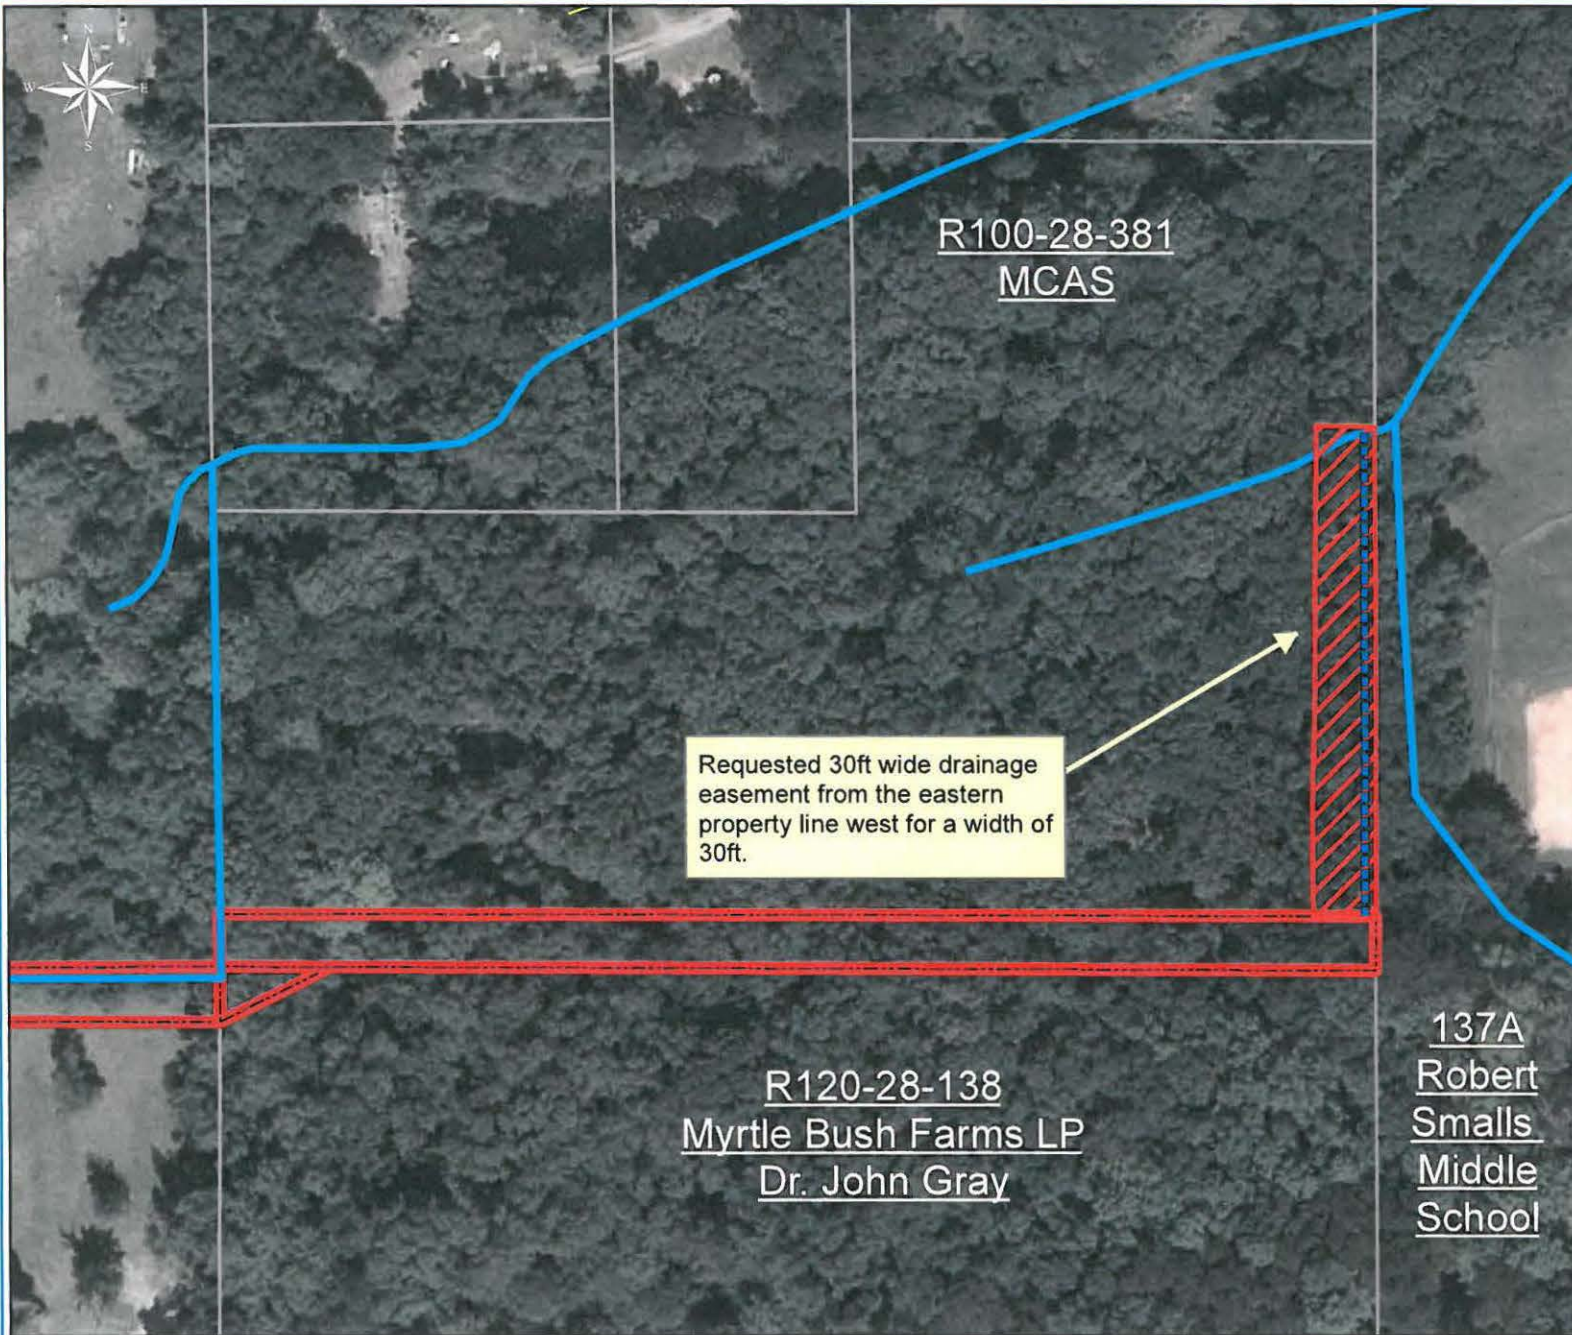 N
W E
S
R100-28-381
MCAS
Requested 30ft wide drainage
easement from the eastern
property line west for a width of
30ft.
R120-28-138
Myrtle Bush Farms LP
Dr. John Gray
137A
Robert
Smalls
Middle
School